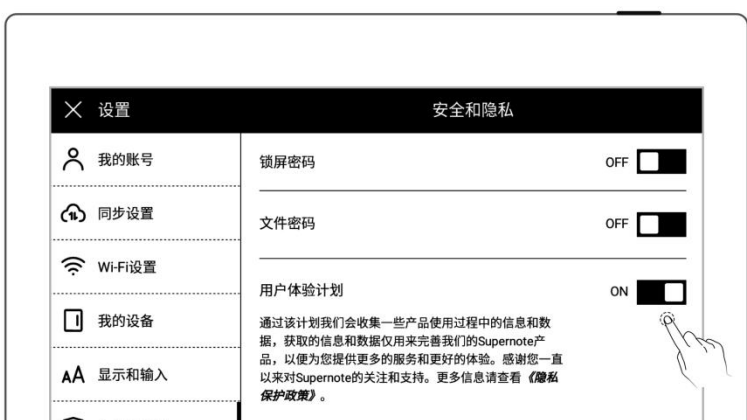 设置
安全和隐私
我的账号
同步设置
Wi-Fi设置
我的设备
显示和输入
锁屏密码
OFF
文件密码
OFF
用户体验计划
ON
通过该计划我们会收集一些产品使用过程中的信息和数
据，获取的信息和数据仅用来完善我们的Supernote产
品，以便为您提供更多的服务和更好的体验。感谢您一直
以来对Supernote的关注和支持。更多信息请查看《隐私
保护政策》。